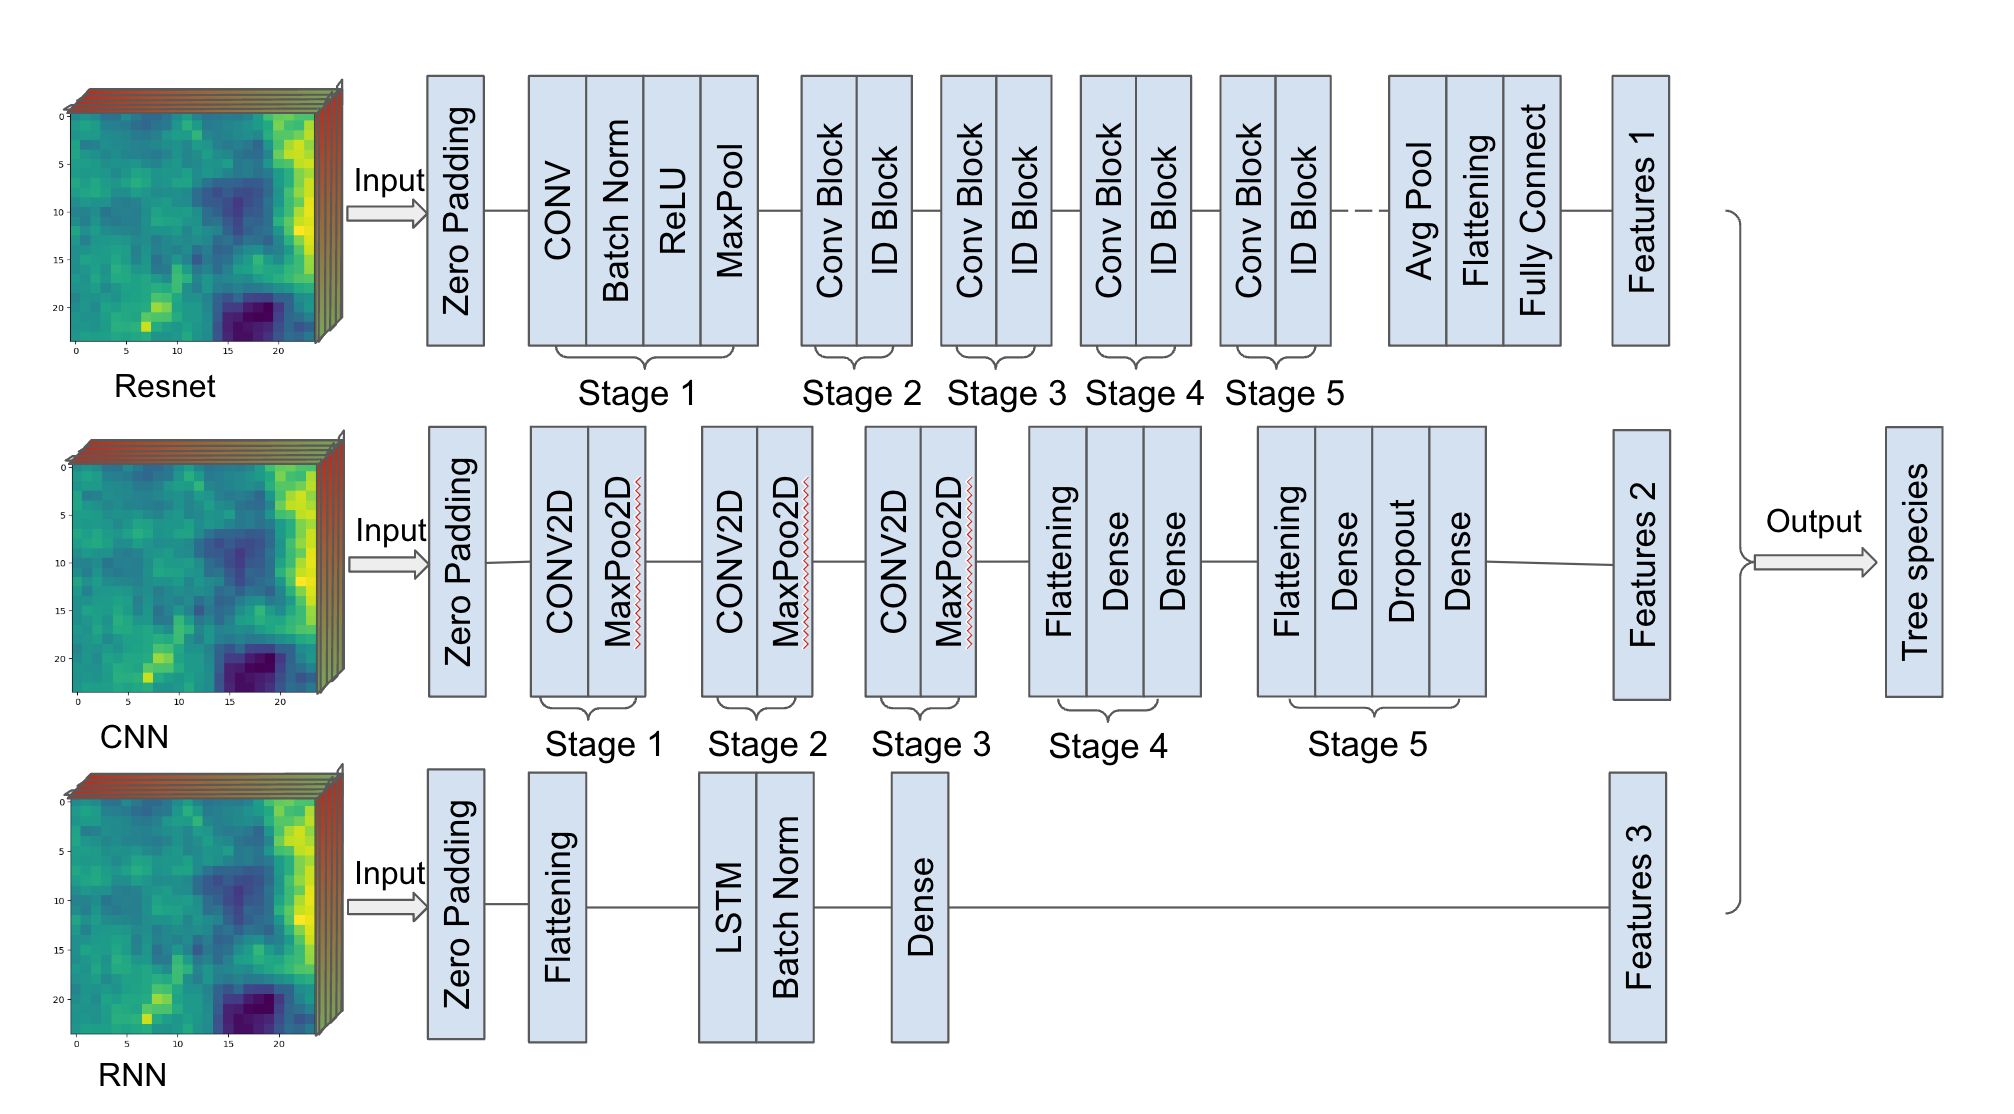 0
5
10
15
20
0 5 10 15 20
Resnet
Input
Zero Padding
CONV
Batch Norm
ReLU
MaxPool
Stage 1
Conv Block
ID Block
Stage 2
Conv Block
ID Block
Stage 3
Conv Block
ID Block
Stage 4
Conv Block
ID Block
Stage 5
Avg Pool
Flattening
Fully Connect
Features 1
0
5
10
15
20
0 5 10 15 20
CNN
Input
Zero Padding
CONV2D
MaxPoo2D
Stage 1
CONV2D
MaxPoo2D
Stage 2
CONV2D
MaxPoo2D
Stage 3
Flattening
Dense
Dense
Stage 4
Flattening
Dense
Dropout
Dense
Stage 5
Features 2
0
5
10
15
20
0 5 10 15 20
RNN
Input
Zero Padding
Flattening
LSTM
Batch Norm
Dense
Features 3
Output
Tree species